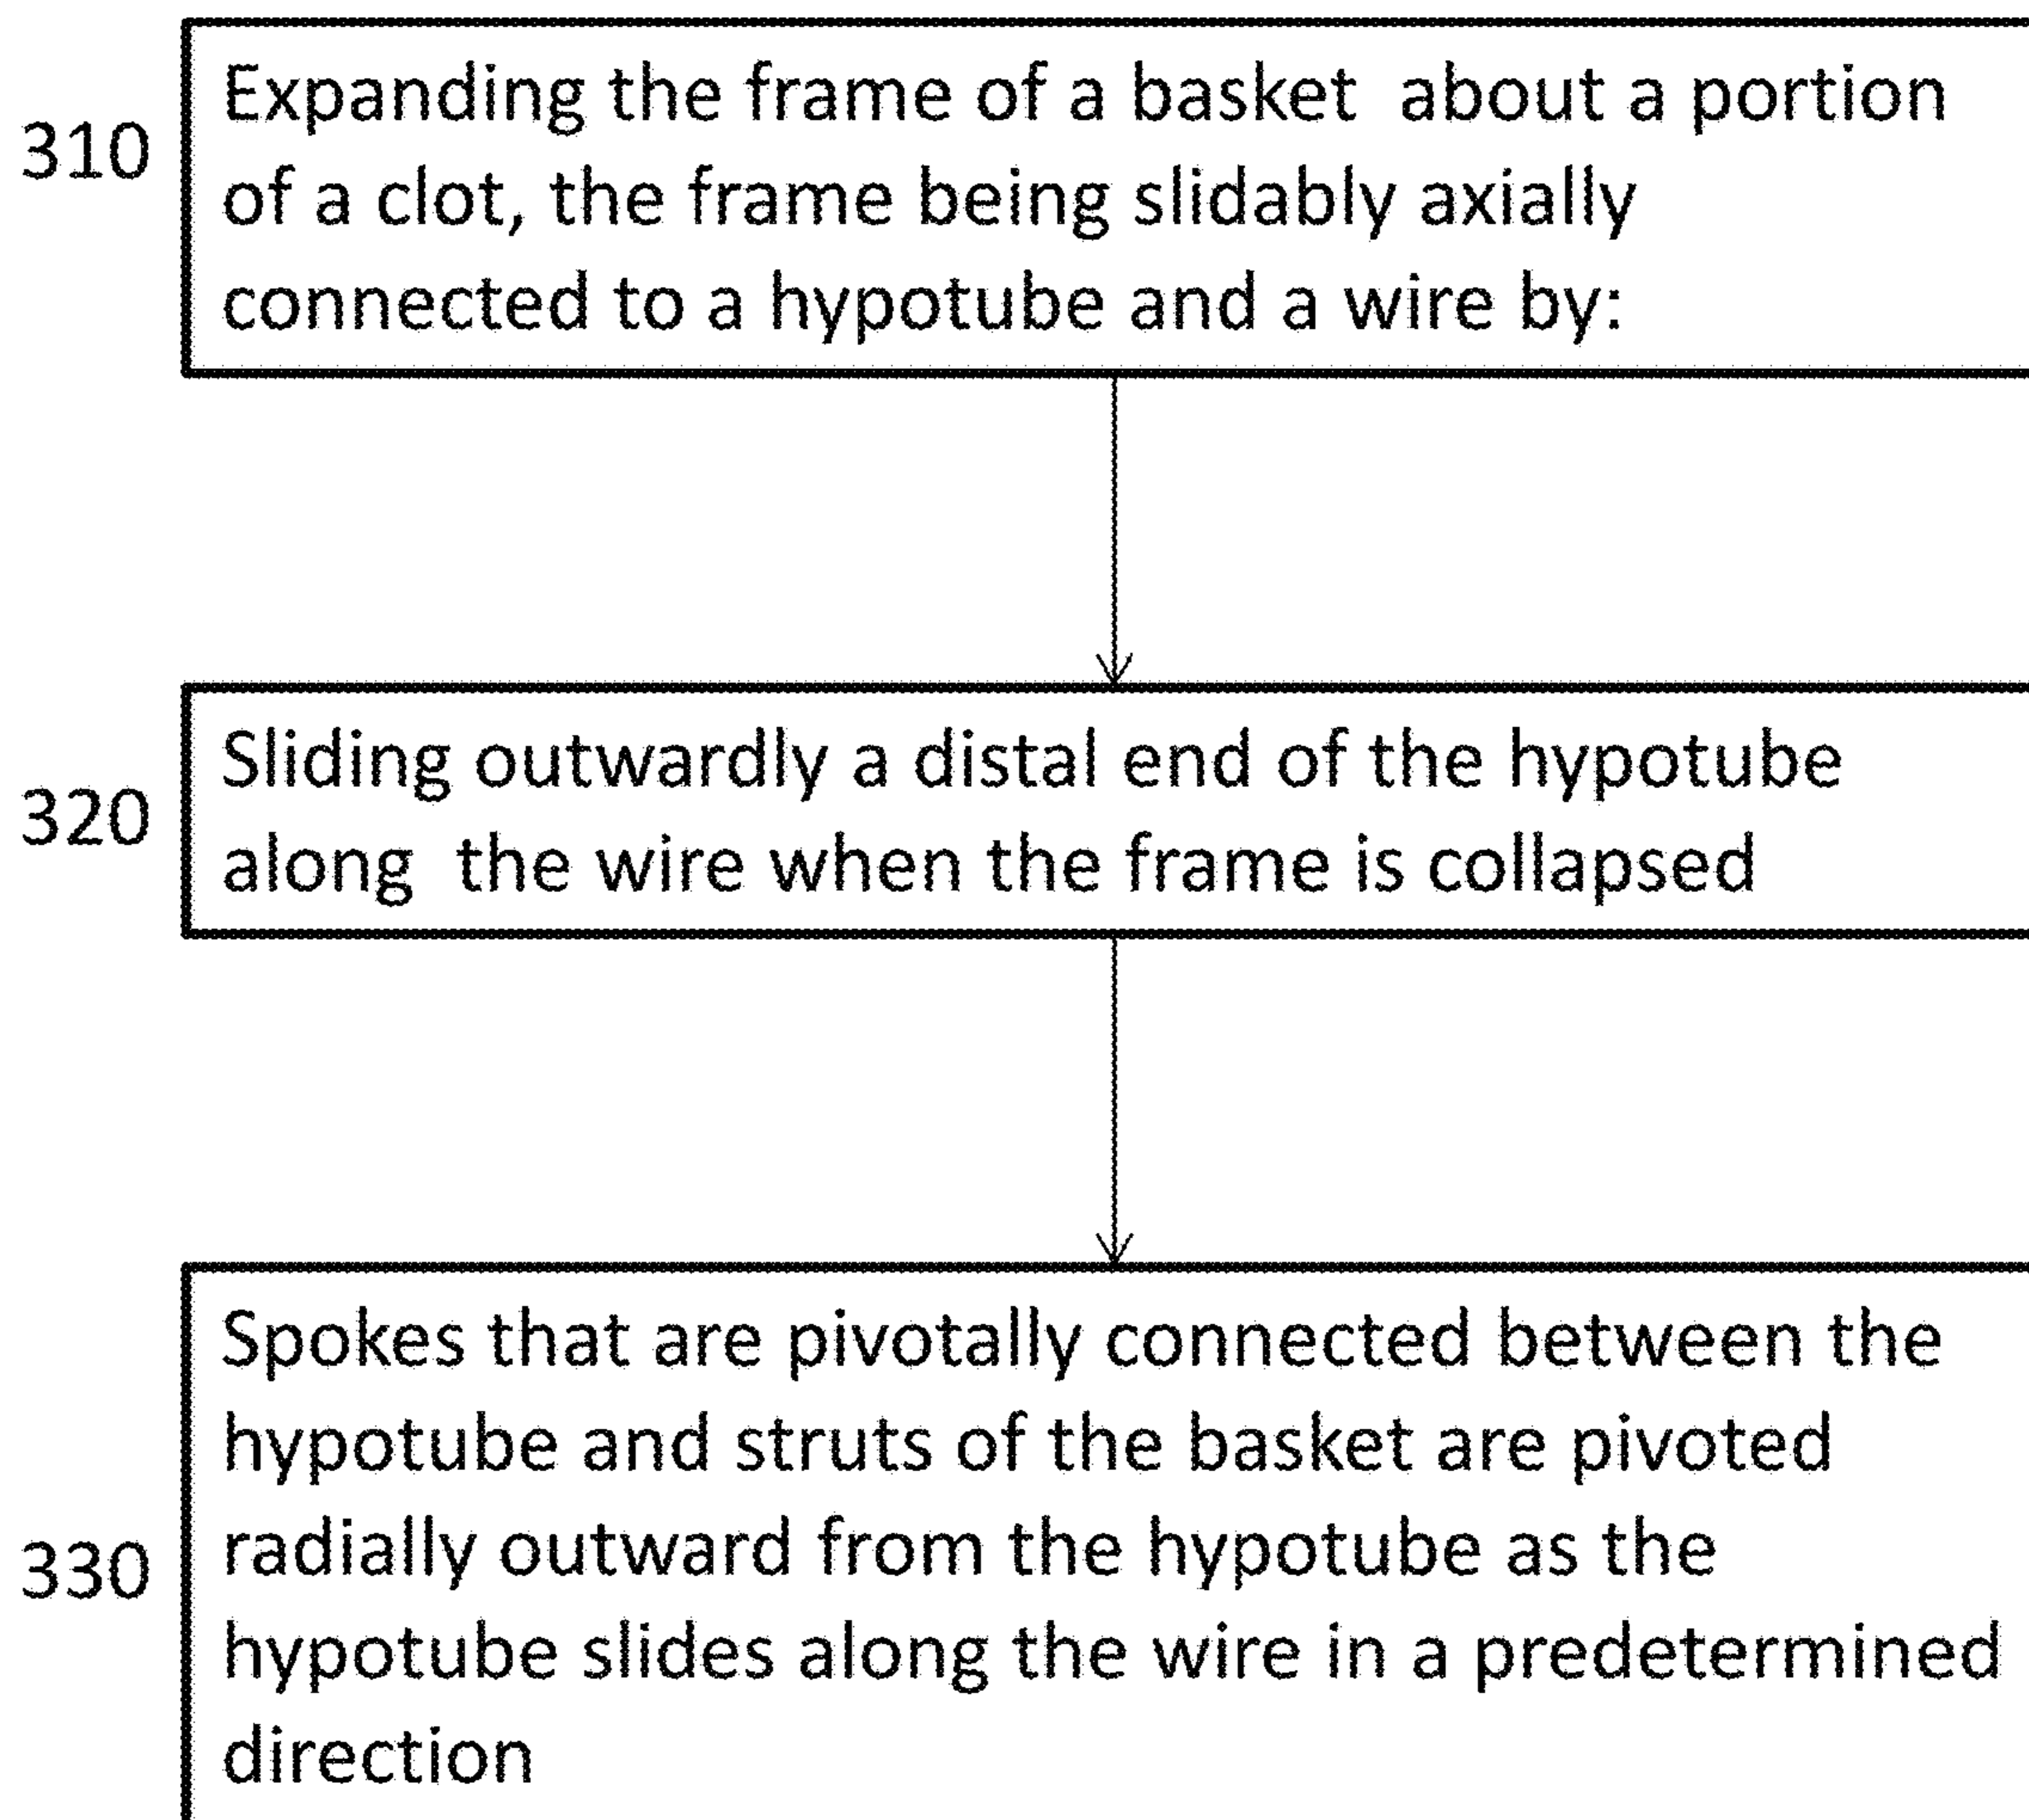 310
Expanding the frame of a basket about a portion
of a clot, the frame being slidably axially
connected to a hypotube and a wire by:
320
Sliding outwardly a distal end of the hypotube
along the wire when the frame is collapsed
330
Spokes that are pivotally connected between the
hypotube and struts of the basket are pivoted
radially outward from the hypotube as the
hypotube slides along the wire in a predetermined
direction